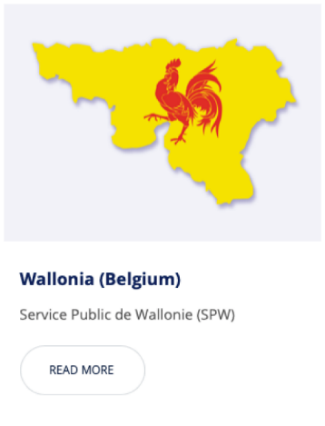 Wallonia (Belgium)
Service Public de Wallonie (SPW)
READ MORE